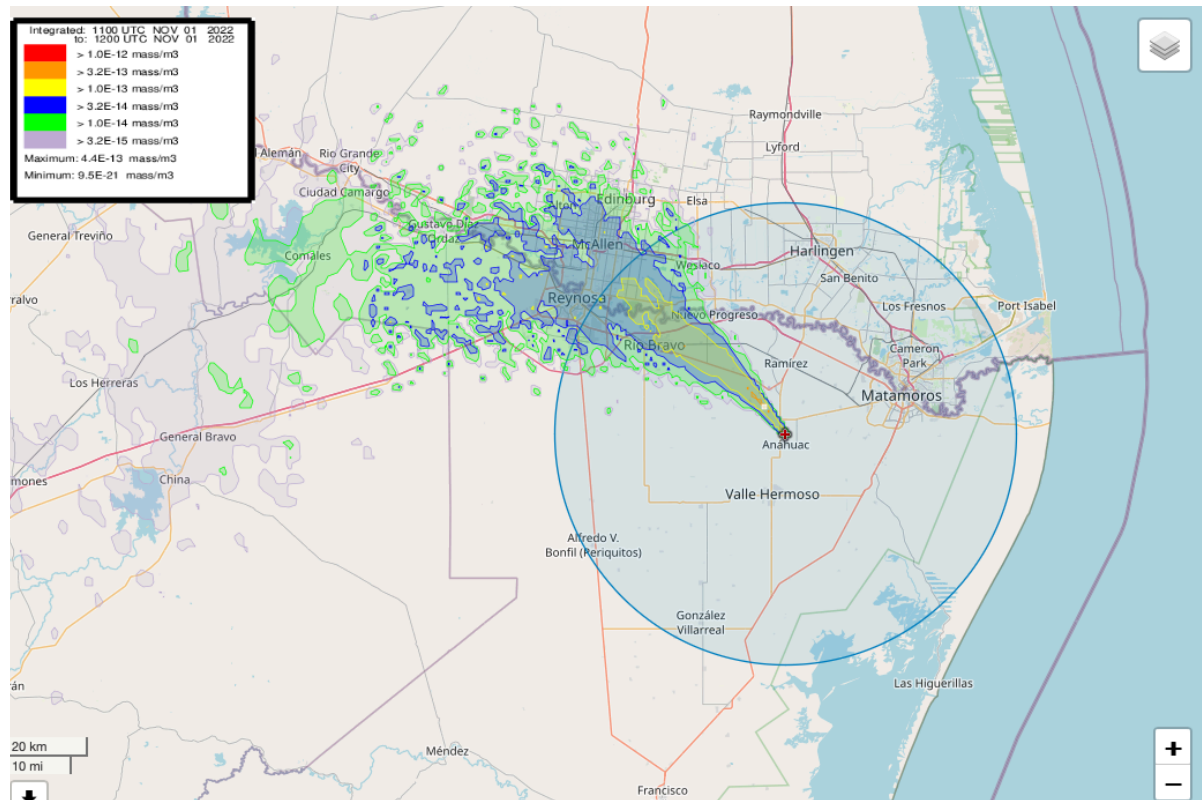 Integrated: 1100 UTC NOV 01 2022
to: 1200 UTC NOV 01 2022
> 1.0E-12 mass/m3
> 3.2E-13 mass/m3
> 1.0E-13 mass/m3
> 3.2E-14 mass/m3
> 1.0E-14 mass/m3
> 3.2E-15 mass/m3
Maximum: 4.4E-13 mass/m3
Minimum: 9.5E-21 mass/m3
Raymondville
Lyford
Alemán
Rio Grande
City
Ciudad Camargo
Edinburg
Elsa
General Treviño
Gustavo Díaz
Ordaz
McAllen
Harlingen
Comales
Weslaco
San Benito
Reynosa
Los Fresnos
Port Isabel
Nuevo Progreso
Río Bravo
Cameron
Park
Ramírez
Los Herreras
Matamoros
General Bravo
Anáhuac
China
Valle Hermoso
Alfredo V.
Bonfil (Periquitos)
González
Villarreal
Las Higuerillas
20 km
10 mi
Méndez
Francisco
+
−